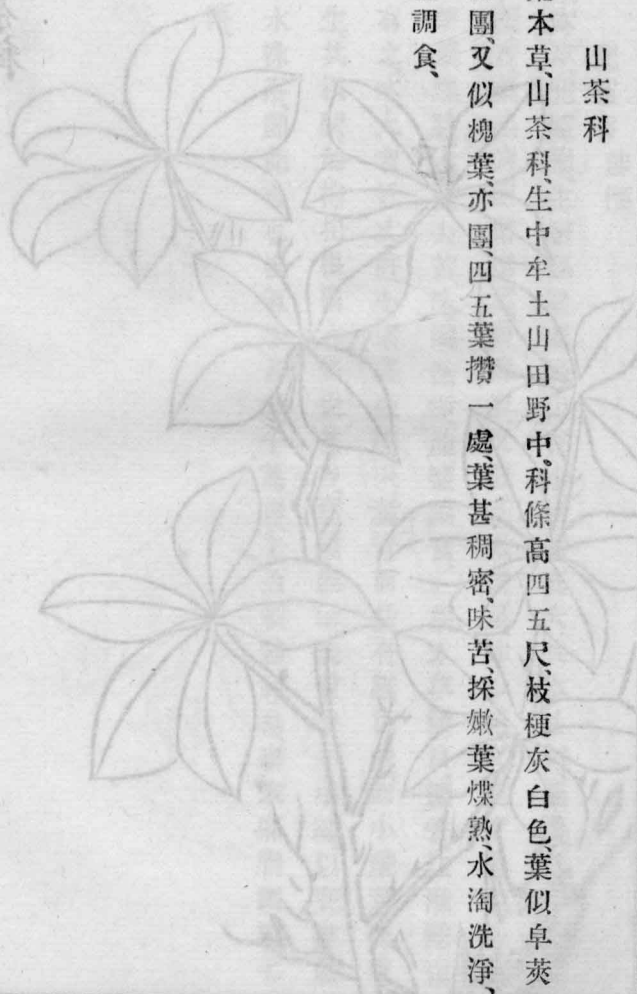 山茶科
本草、山茶科、生中牟土山田野中、科條高四五尺、枝梗灰白色、葉似皁莢
團、又似槐葉、亦團、四五葉攢一處、葉甚稠密、味苦、採嫩葉煠熟、水淘洗淨、
調食、